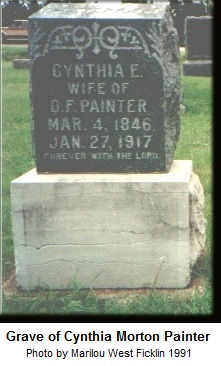 CYNTHIA E.
WIFE OF
G.F. PAINTER
MAR. 4, 1846
JAN. 27, 1917
FOREVER WITH THE LORD.
Grave of Cynthia Morton Painter
Photo by Marilou West Ficklin 1991